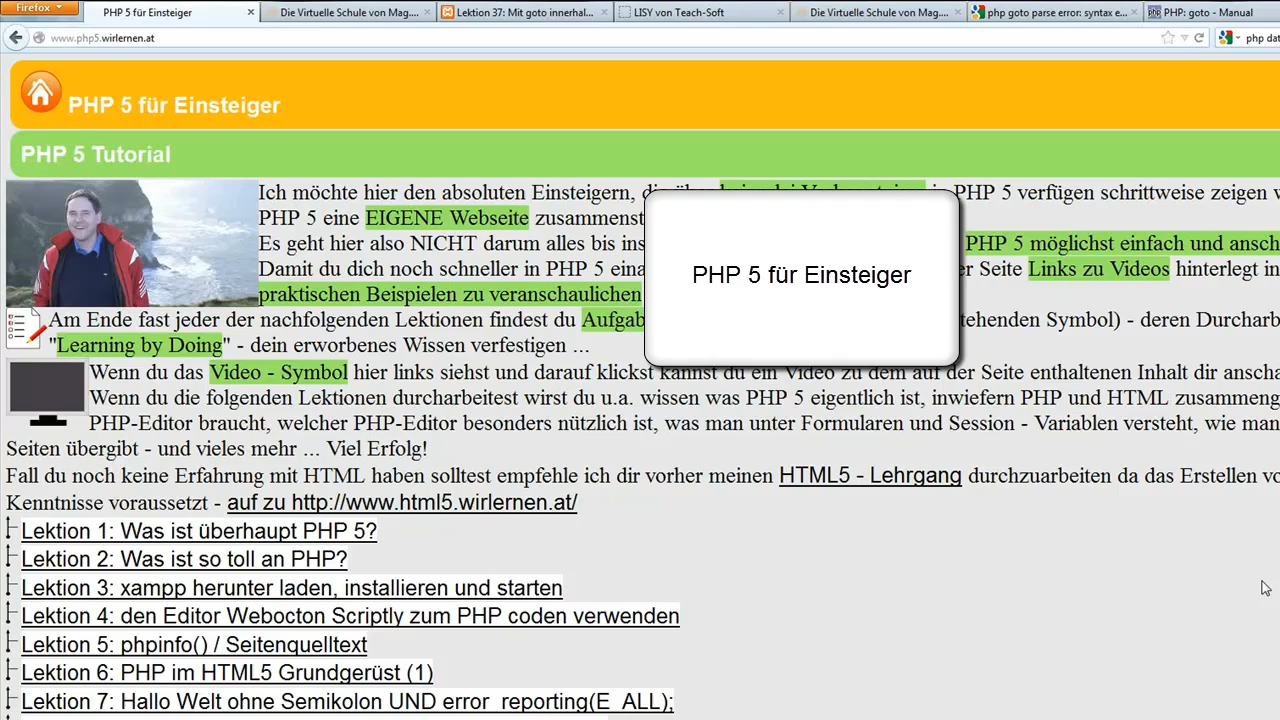 Firefox
PHP 5 für Einsteiger
Die Virtuelle Schule von Mag....
Lektion 37: Mit goto innerhal...
LISY von Teach-Soft
Die Virtuelle Schule von Mag....
php goto parse error: syntax e...
PHP: goto - Manual
www.php5.wirlernen.at
php dat
PHP 5 für Einsteiger
PHP 5 Tutorial
Ich möchte hier den absoluten Einsteigern, PHP 5 verfügen schrittweise zeigen
PHP 5 eine EIGENE Webseite zusammenst
Es geht hier also NICHT darum alles bis ins PHP 5 möglichst einfach und ansch
Damit du dich noch schneller in PHP 5 eina er Seite Links zu Videos hinterlegt in
praktischen Beispielen zu veranschaulichen
PHP 5 für Einsteiger
Am Ende fast jeder der nachfolgenden Lektionen findest du Aufgab tehenden Symbol) - deren Durcharb
"Learning by Doing" - dein erworbenes Wissen verfestigen ...
Wenn du das Video - Symbol hier links siehst und darauf klickst kannst du ein Video zu dem auf der Seite enthaltenen Inhalt dir anscha
Wenn du die folgenden Lektionen durcharbeitest wirst du u.a. wissen was PHP 5 eigentlich ist, inwiefern PHP und HTML zusammeng
PHP-Editor braucht, welcher PHP-Editor besonders nützlich ist, was man unter Formularen und Session - Variablen versteht, wie man
Seiten übergibt - und vieles mehr ... Viel Erfolg!
Fall du noch keine Erfahrung mit HTML haben solltest empfehle ich dir vorher meinen HTML5 - Lehrgang durchzuarbeiten da das Erstellen vo
Kenntnisse voraussetzt - auf zu http://www.html5.wirlernen.at/
Lektion 1: Was ist überhaupt PHP 5?
Lektion 2: Was ist so toll an PHP?
Lektion 3: xampp herunter laden, installieren und starten
Lektion 4: den Editor Webocton Scriptly zum PHP coden verwenden
Lektion 5: phpinfo() / Seitenquelltext
Lektion 6: PHP im HTML5 Grundgerüst (1)
Lektion 7: Hallo Welt ohne Semikolon UND error_reporting(E_ALL);